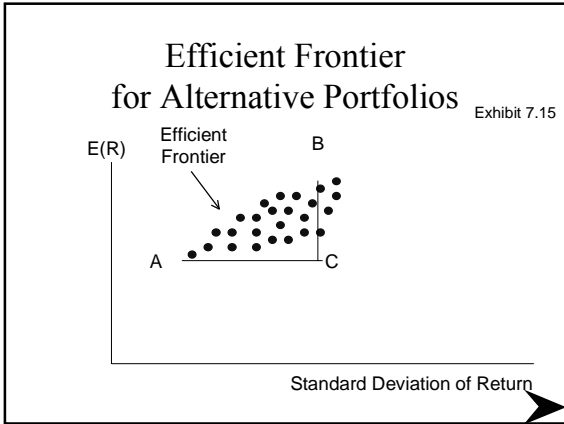 Efficient Frontier
for Alternative Portfolios
Exhibit 7.15
Efficient
Frontier
E(R)
B
A
C
Standard Deviation of Return